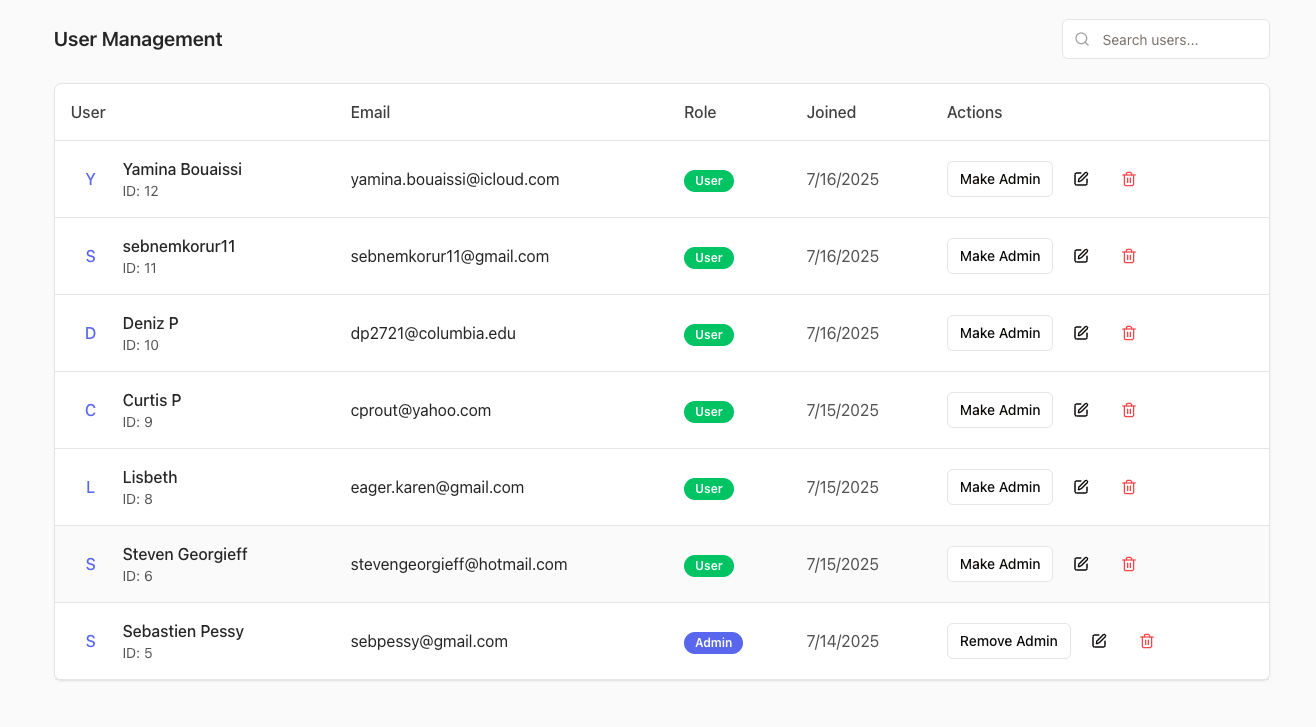 User Management
Search users...
User Email Role Joined Actions
Y Yamina Bouaissi yamina.bouaissi@icloud.com User 7/16/2025 Make Admin
ID: 12
S sebnemkorur11 sebnemkorur11@gmail.com User 7/16/2025 Make Admin
ID: 11
D Deniz P dp2721@columbia.edu User 7/16/2025 Make Admin
ID: 10
C Curtis P cprout@yahoo.com User 7/15/2025 Make Admin
ID: 9
L Lisbeth eager.karen@gmail.com User 7/15/2025 Make Admin
ID: 8
S Steven Georgieff stevengeorgieff@hotmail.com User 7/15/2025 Make Admin
ID: 6
S Sebastien Pessy sebpessy@gmail.com Admin 7/14/2025 Remove Admin
ID: 5